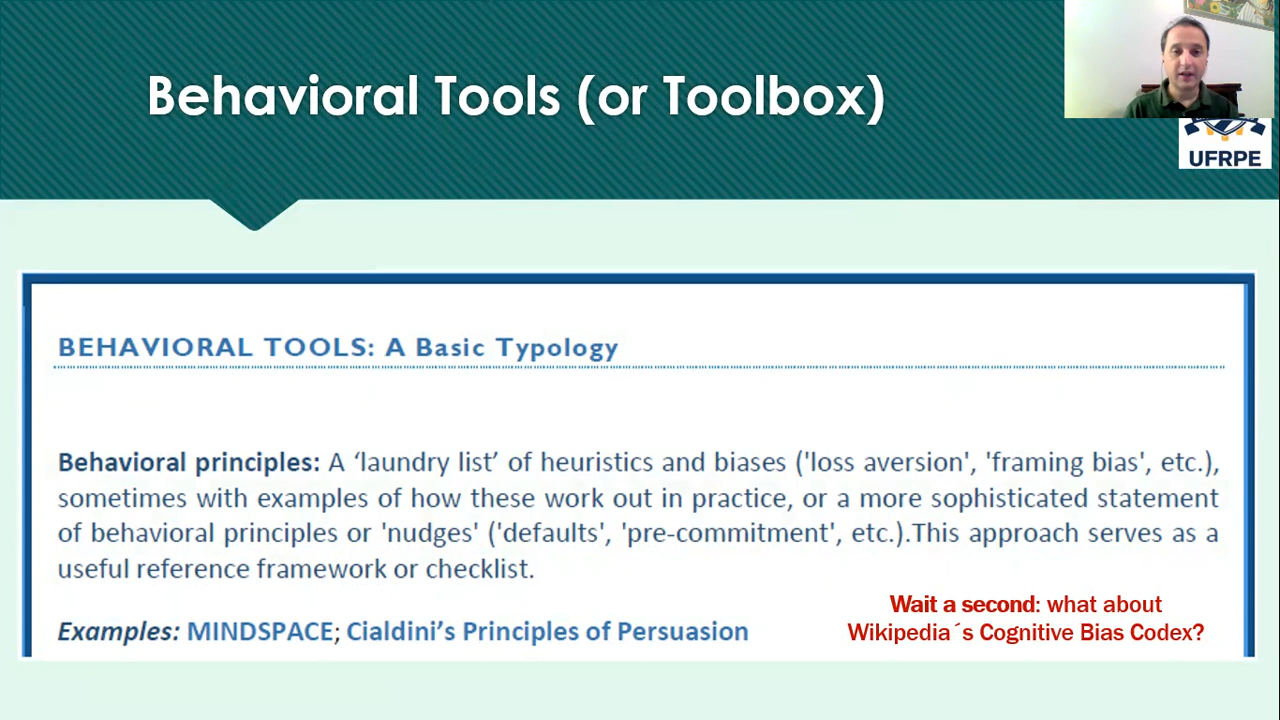 Behavioral Tools (or Toolbox)
UFRPE
BEHAVIORAL TOOLS: A Basic Typology
Behavioral principles: A ‘laundry list’ of heuristics and biases ('loss aversion', 'framing bias', etc.),
sometimes with examples of how these work out in practice, or a more sophisticated statement
of behavioral principles or 'nudges' ('defaults', 'pre-commitment', etc.).This approach serves as a
useful reference framework or checklist.
Wait a second: what about
Wikipedia´s Cognitive Bias Codex?
Examples: MINDSPACE; Cialdini’s Principles of Persuasion